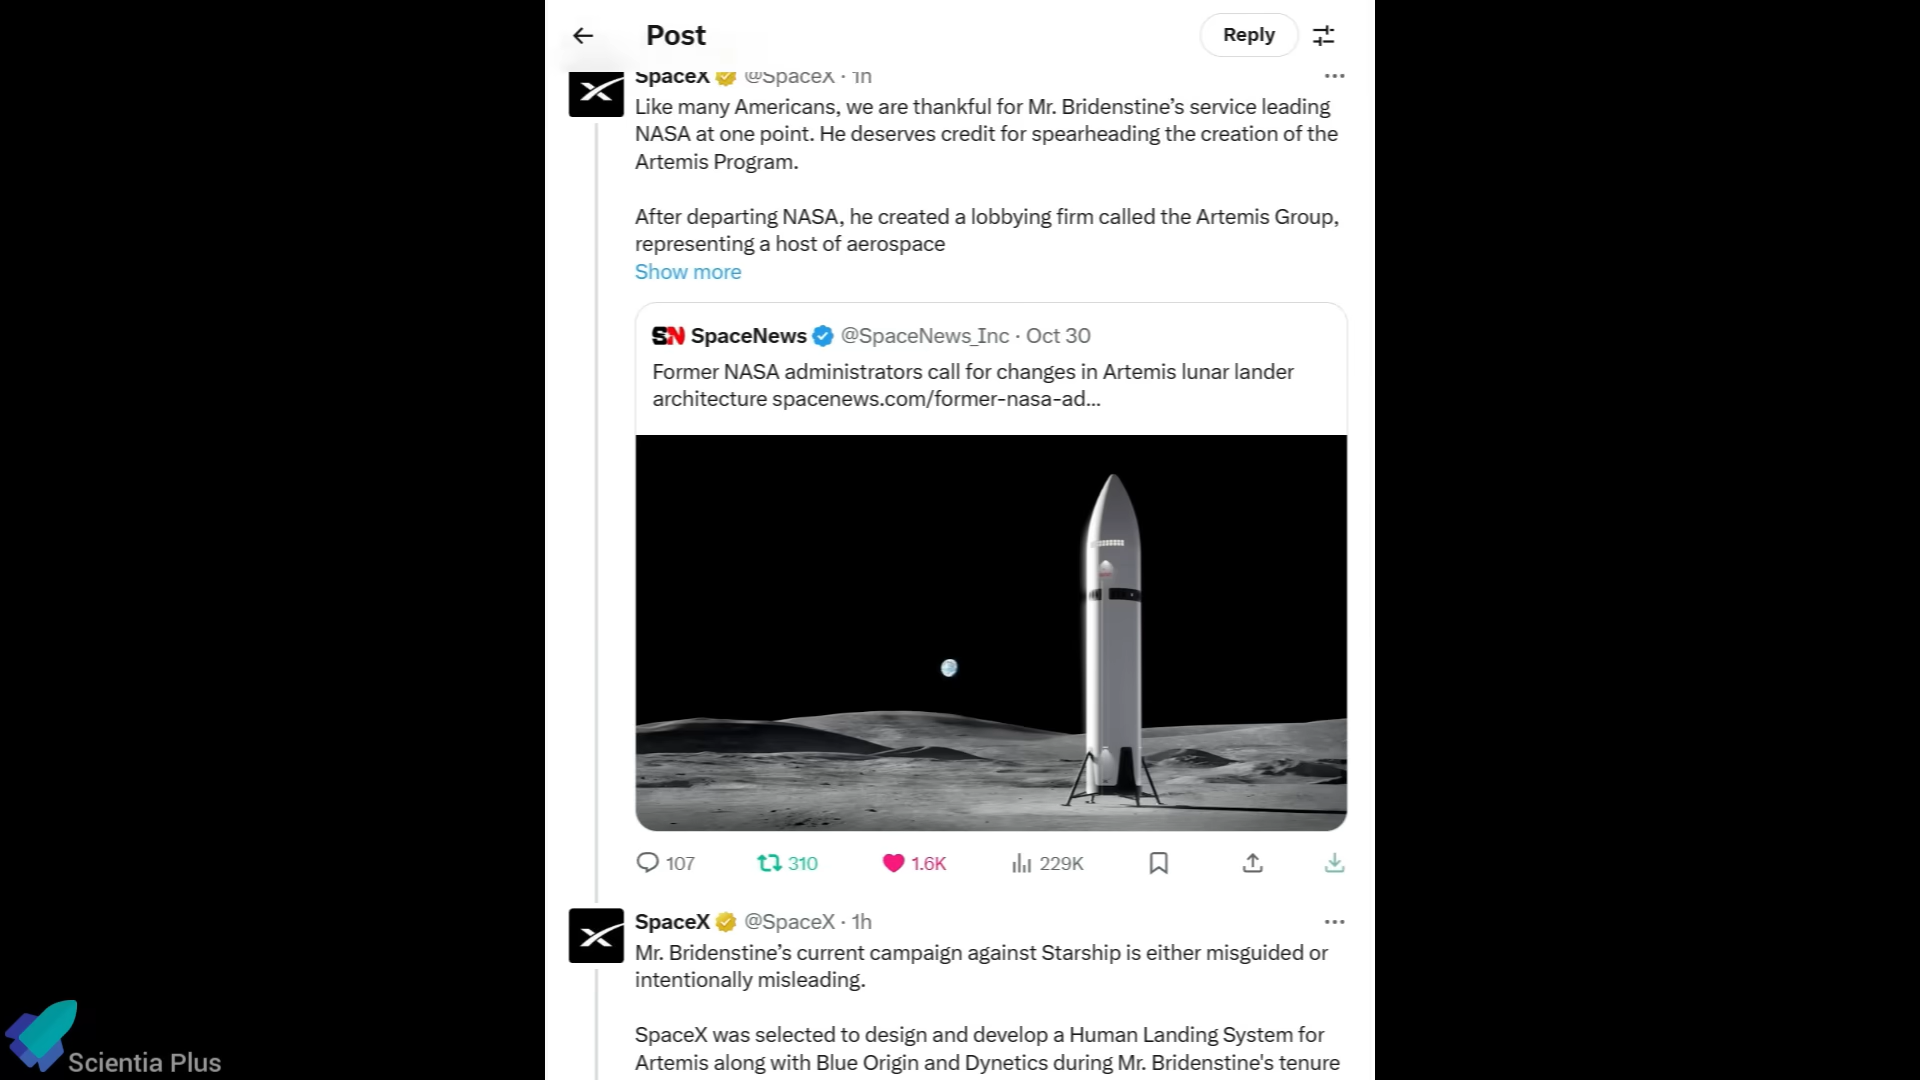 Post
Reply
SpaceX @SpaceX · 1h
Like many Americans, we are thankful for Mr. Bridenstine’s service leading
NASA at one point. He deserves credit for spearheading the creation of the
Artemis Program.
After departing NASA, he created a lobbying firm called the Artemis Group,
representing a host of aerospace
Show more
SN SpaceNews @SpaceNews_Inc · Oct 30
Former NASA administrators call for changes in Artemis lunar lander
architecture spacenews.com/former-nasa-ad...
107 310 1.6K 229K
SpaceX @SpaceX · 1h
Mr. Bridenstine’s current campaign against Starship is either misguided or
intentionally misleading.
SpaceX was selected to design and develop a Human Landing System for
Artemis along with Blue Origin and Dynetics during Mr. Bridenstine's tenure
Scientia Plus